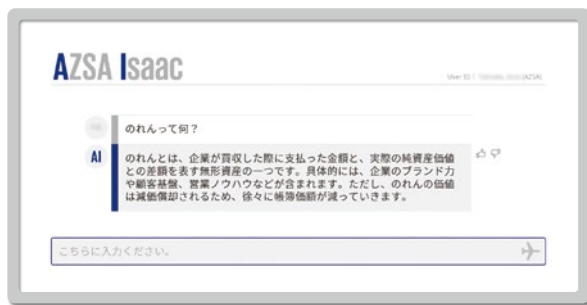 AZSA Isaac
User ID : (AZSA)
のれんって何？
AI
のれんとは、企業が買収した際に支払った金額と、実際の純資産価値
との差額を表す無形資産の一つです。具体的には、企業のブランド力
や顧客基盤、営業ノウハウなどが含まれます。ただし、のれんの価値
は減価償却されるため、徐々に帳簿価額が減っていきます。
こちらに入力ください。